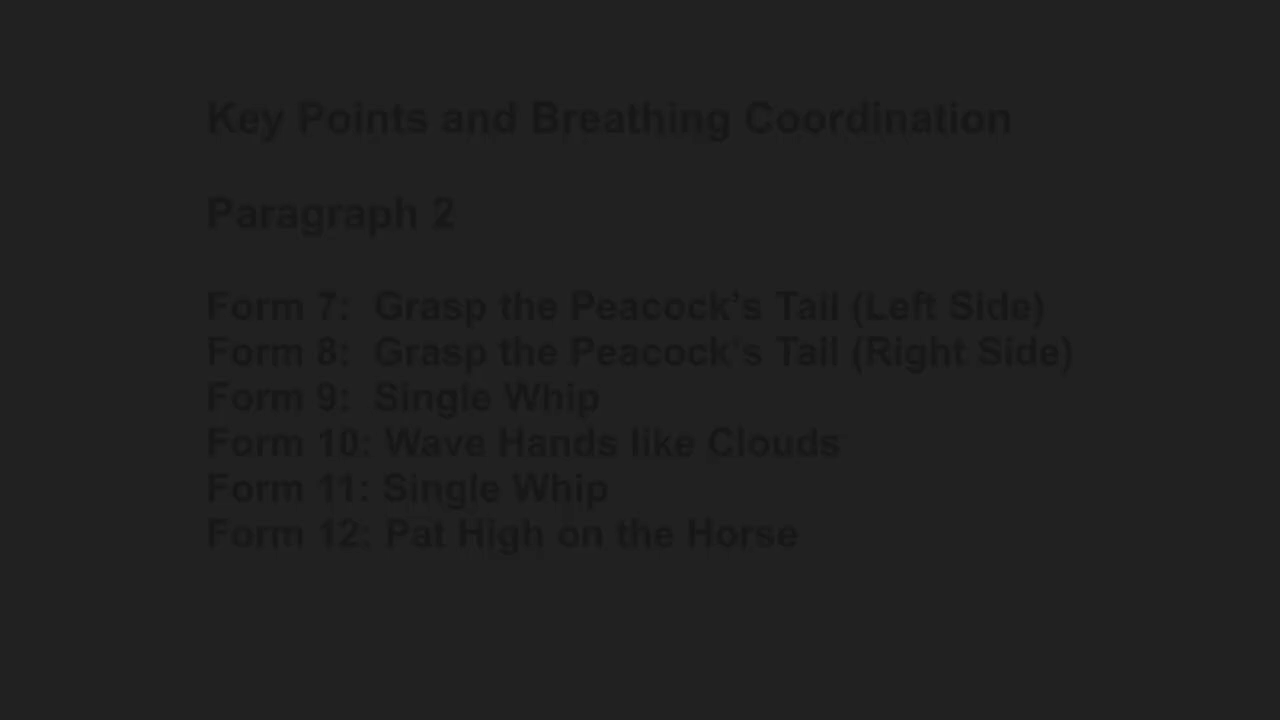 Key Points and Breathing Coordination
Paragraph 2
Form 7:  Grasp the Peacock's Tail (Left Side)
Form 8:  Grasp the Peacock's Tail (Right Side)
Form 9:  Single Whip
Form 10: Wave Hands like Clouds
Form 11: Single Whip
Form 12: Pat High on the Horse